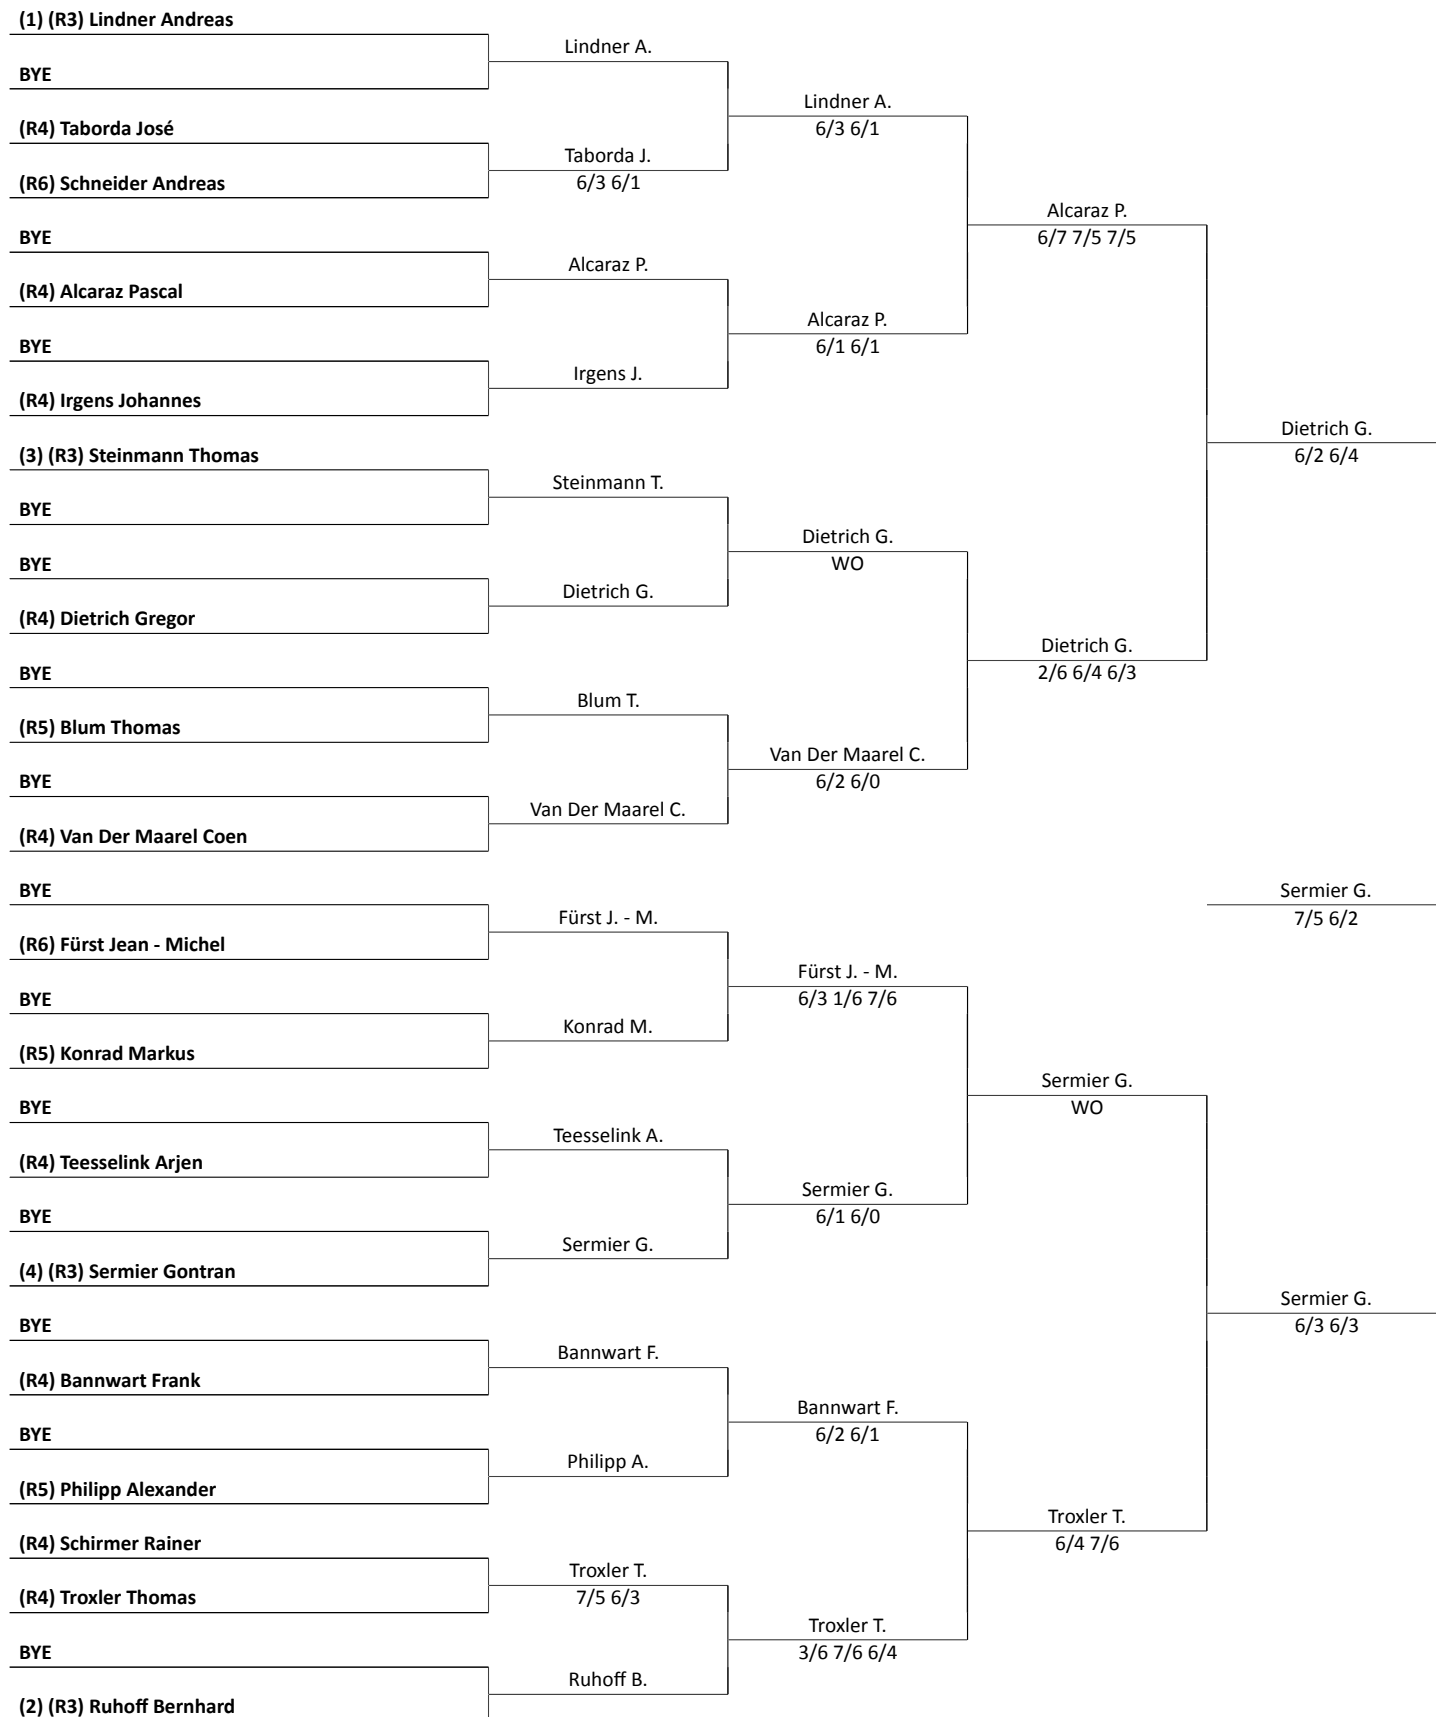 (1) (R3) Lindner Andreas
Lindner A.
BYE
Lindner A.
6/3 6/1
(R4) Taborda José
Taborda J.
6/3 6/1
(R6) Schneider Andreas
Alcaraz P.
6/7 7/5 7/5
BYE
Alcaraz P.
(R4) Alcaraz Pascal
Alcaraz P.
6/1 6/1
BYE
Irgens J.
(R4) Irgens Johannes
Dietrich G.
6/2 6/4
(3) (R3) Steinmann Thomas
Steinmann T.
BYE
Dietrich G.
WO
BYE
Dietrich G.
(R4) Dietrich Gregor
Dietrich G.
2/6 6/4 6/3
BYE
Blum T.
(R5) Blum Thomas
Van Der Maarel C.
6/2 6/0
BYE
Van Der Maarel C.
(R4) Van Der Maarel Coen
Sermier G.
7/5 6/2
BYE
Fürst J. - M.
(R6) Fürst Jean - Michel
Fürst J. - M.
6/3 1/6 7/6
BYE
Konrad M.
(R5) Konrad Markus
Sermier G.
WO
BYE
Teesselink A.
(R4) Teesselink Arjen
Sermier G.
6/1 6/0
BYE
Sermier G.
(4) (R3) Sermier Gontran
Sermier G.
6/3 6/3
BYE
Bannwart F.
(R4) Bannwart Frank
Bannwart F.
6/2 6/1
BYE
Philipp A.
(R5) Philipp Alexander
Troxler T.
6/4 7/6
(R4) Schirmer Rainer
Troxler T.
7/5 6/3
(R4) Troxler Thomas
Troxler T.
3/6 7/6 6/4
BYE
Ruhoff B.
(2) (R3) Ruhoff Bernhard